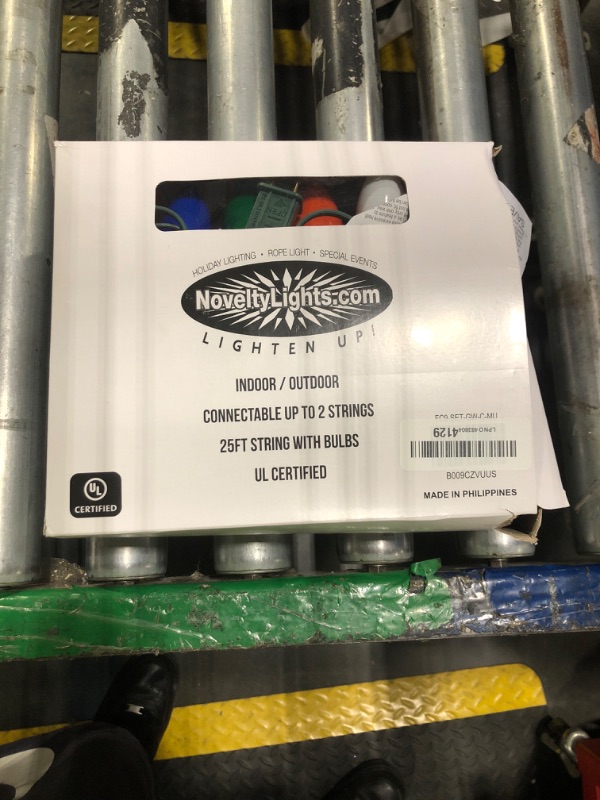 HOLIDAY LIGHTING • ROPE LIGHT • SPECIAL EVENTS
NoveltyLights.com
LIGHTEN UP!
INDOOR / OUTDOOR
CONNECTABLE UP TO 2 STRINGS
25FT STRING WITH BULBS
UL CERTIFIED
4129
B009CZVUUS
MADE IN PHILIPPINES
UL
CERTIFIED